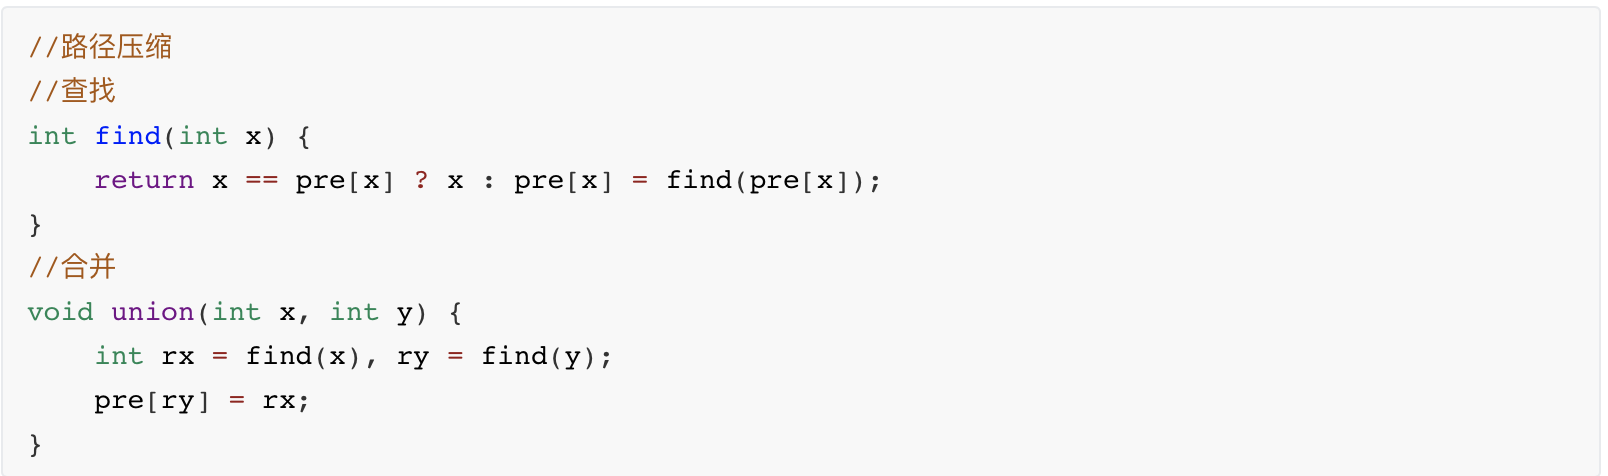 //路径压缩
//查找
int find(int x) {
    return x == pre[x] ? x : pre[x] = find(pre[x]);
}
//合并
void union(int x, int y) {
    int rx = find(x), ry = find(y);
    pre[ry] = rx;
}